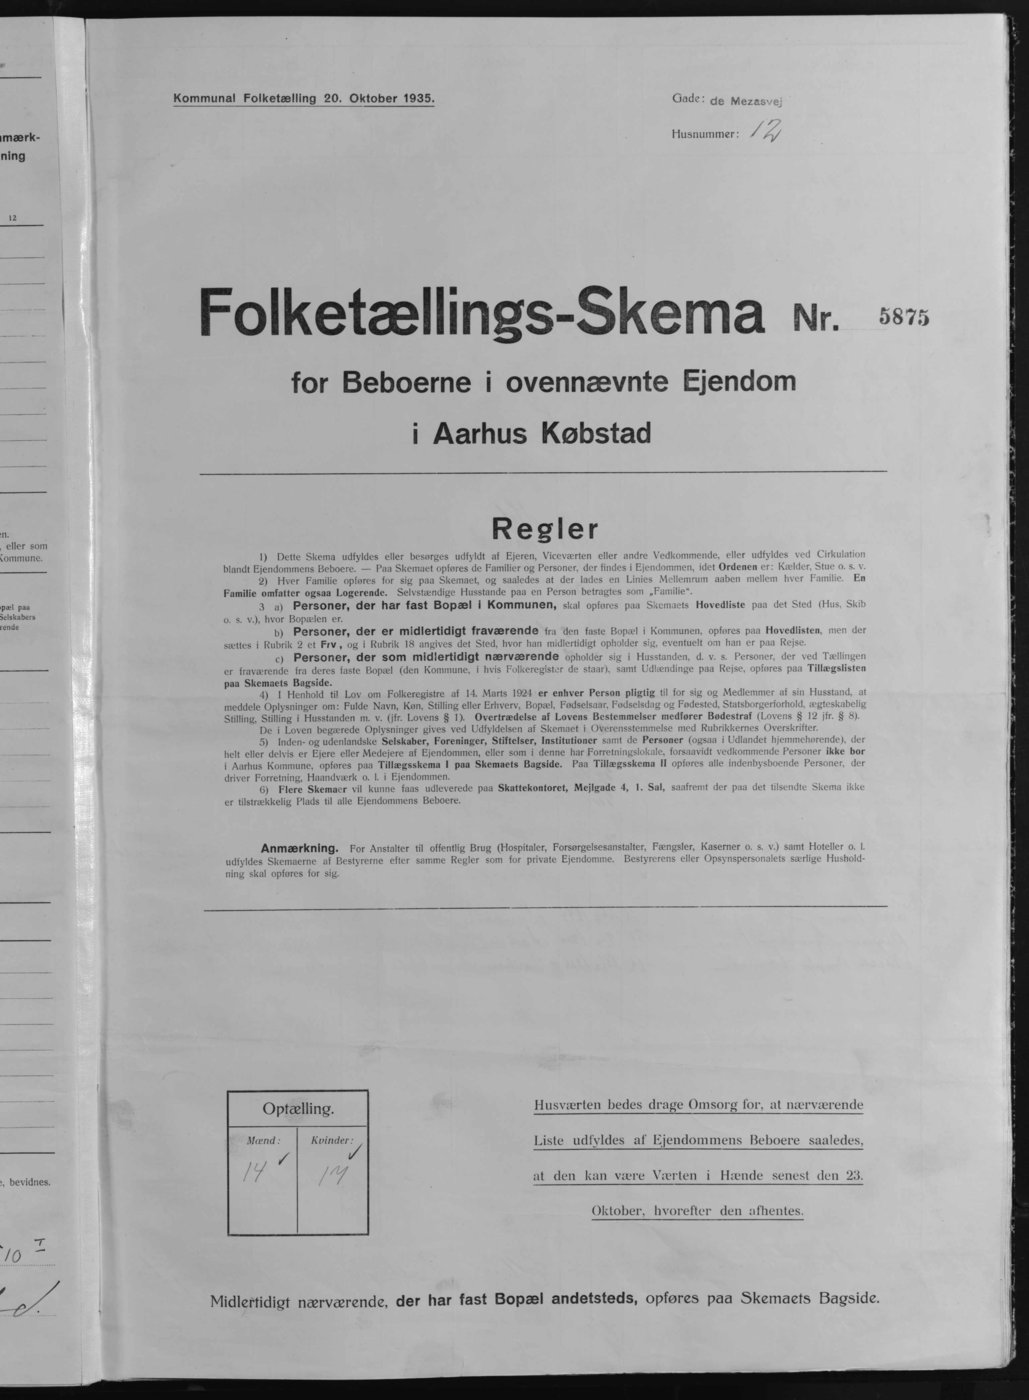 Kommunal Folketælling 20. Oktober 1935.
Gade: de Mezasvej
Husnummer: 12
Folketællings-Skema Nr. 5875
for Beboerne i ovennævnte Ejendom
i Aarhus Købstad
Regler
1) Dette Skema udfyldes eller besørges udfyldt af Ejeren, Viceværten eller andre Vedkommende, eller udfyldes ved Cirkulation
blandt Ejendommens Beboere. — Paa Skemaet opføres de Familier og Personer, der findes i Ejendommen, idet Ordenen er: Kælder, Stue o. s. v.
2) Hver Familie opføres for sig paa Skemaet, og saaledes at der lades en Linies Mellemrum aaben mellem hver Familie. En
Familie omfatter ogsaa Logerende. Selvstændige Husstande paa en Person betragtes som „Familie“.
3 a) Personer, der har fast Bopæl i Kommunen, skal opføres paa Skemaets Hovedliste paa det Sted (Hus, Skib
o. s. v.), hvor Bopælen er.
b) Personer, der er midlertidigt fraværende fra den faste Bopæl i Kommunen, opføres paa Hovedlisten, men der
sættes i Rubrik 2 et Frv, og i Rubrik 18 angives det Sted, hvor han midlertidigt opholder sig, eventuelt om han er paa Rejse.
c) Personer, der som midlertidigt nærværende opholder sig i Husstanden, d. v. s. Personer, der ved Tællingen
er fraværende fra deres faste Bopæl (den Kommune, i hvis Folkeregister de staar), samt Udlændinge paa Rejse, opføres paa Tillægslisten
paa Skemaets Bagside.
4) I Henhold til Lov om Folkeregistre af 14. Marts 1924 er enhver Person pligtig til for sig og Medlemmer af sin Husstand, at
meddele Oplysninger om: Fulde Navn, Køn, Stilling eller Erhverv, Bopæl, Fødselsaar, Fødselsdag og Fødested, Statsborgerforhold, ægteskabelig
Stilling, Stilling i Husstanden m. v. (jfr. Lovens § 1). Overtrædelse af Lovens Bestemmelser medfører Bødestraf (Lovens § 12 jfr. § 8).
De i Loven begærede Oplysninger gives ved Udfyldelsen af Skemaet i Overensstemmelse med Rubrikkernes Overskrifter.
5) Inden- og udenlandske Selskaber, Foreninger, Stiftelser, Institutioner samt de Personer (ogsaa i Udlandet hjemmehørende), der
helt eller delvis er Ejere eller Medejere af Ejendommen, eller som i denne har Forretningslokale, forsaavidt vedkommende Personer ikke bor
i Aarhus Kommune, opføres paa Tillægsskema I paa Skemaets Bagside. Paa Tillægsskema II opføres alle indenbysboende Personer, der
driver Forretning, Haandværk o. l. i Ejendommen.
6) Flere Skemaer vil kunne faas udleverede paa Skattekontoret, Mejlgade 4, 1. Sal, saafremt der paa det tilsendte Skema ikke
er tilstrækkelig Plads til alle Ejendommens Beboere.
Anmærkning. For Anstalter til offentlig Brug (Hospitaler, Forsørgelsesanstalter, Fængsler, Kaserner o. s. v.) samt Hoteller o. l.
udfyldes Skemaerne af Bestyrerne efter samme Regler som for private Ejendomme. Bestyrerens eller Opsynspersonalets særlige Hushold-
ning skal opføres for sig.
Optælling.
Mænd: Kvinder:
14
Husværten bedes drage Omsorg for, at nærværende
Liste udfyldes af Ejendommens Beboere saaledes,
at den kan være Værten i Hænde senest den 23.
Oktober, hvorefter den afhentes.
Midlertidigt nærværende, der har fast Bopæl andetsteds, opføres paa Skemaets Bagside.
mærk-
ning
12
en.
, eller som
Kommune.
opæl paa
Selskabers
rende
e, bevidnes.